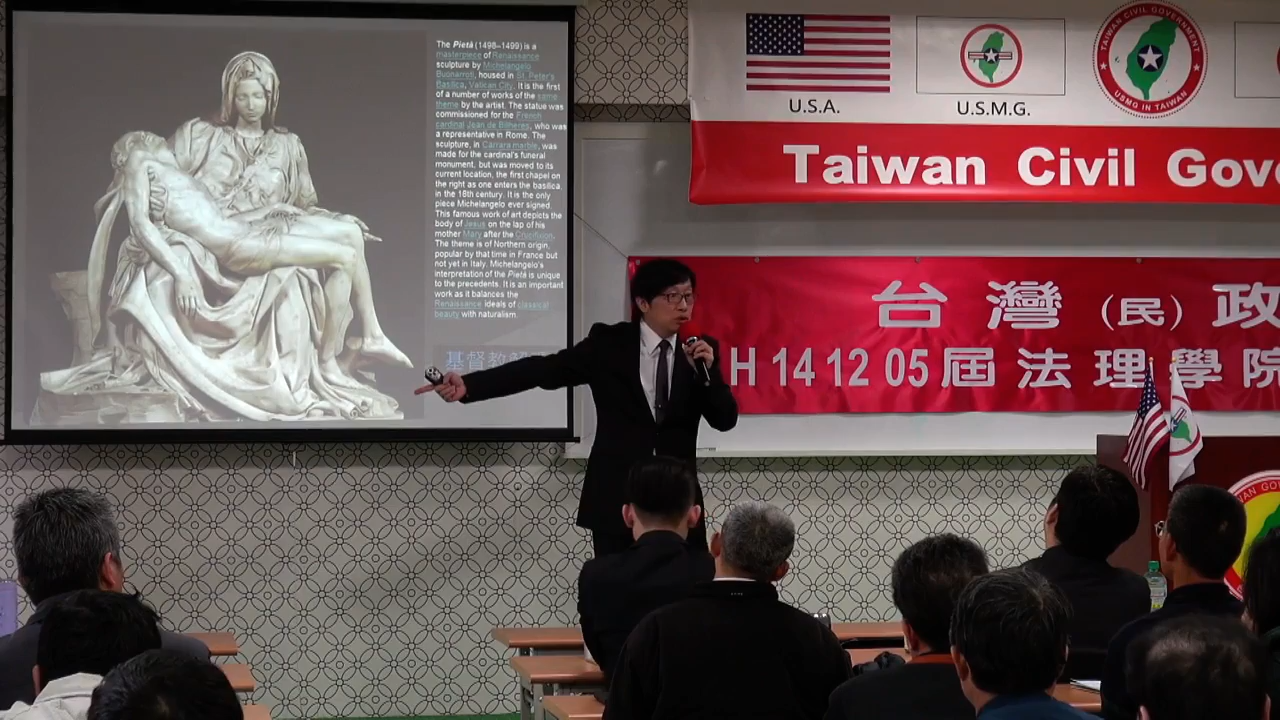 The Pietà (1498–1499) is a
masterpiece of Renaissance
sculpture by Michelangelo
Buonarroti, housed in St. Peter's
Basilica, Vatican City. It is the first
of a number of works of the same
theme by the artist. The statue was
commissioned for the French
cardinal Jean de Bilheres, who was
a representative in Rome. The
sculpture, in Carrara marble, was
made for the cardinal's funeral
monument, but was moved to its
current location, the first chapel on
the right as one enters the basilica,
in the 18th century. It is the only
piece Michelangelo ever signed.
This famous work of art depicts the
body of Jesus on the lap of his
mother Mary after the Crucifixion.
The theme is of Northern origin,
popular by that time in France but
not yet in Italy. Michelangelo's
interpretation of the Pietà is unique
to the precedents. It is an important
work as it balances the
Renaissance ideals of classical
beauty with naturalism.
基督教
U.S.A.
U.S.M.G.
TAIWAN CIVIL GOVERNMENT
USMG IN TAIWAN
Taiwan Civil Gove
台灣(民)政
H 14 12 05 屆 法 理 學 院